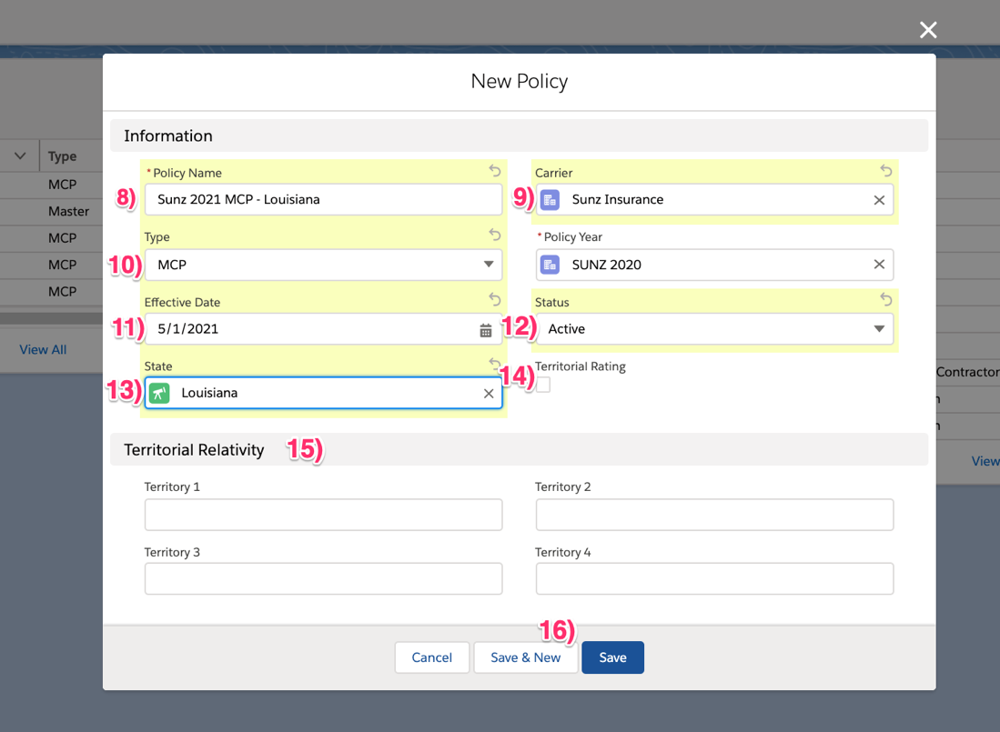 New Policy
Information
Type
MCP
Master
MCP
MCP
MCP
View All
* Policy Name
8) Sunz 2021 MCP - Louisiana
Carrier
9) Sunz Insurance
Type
10) MCP
* Policy Year
SUNZ 2020
Effective Date
11) 5/1/2021
Status
12) Active
State
13) Louisiana
14) Territorial Rating
Contractor
View
Territorial Relativity 15)
Territory 1
Territory 2
Territory 3
Territory 4
16)
Cancel
Save & New
Save